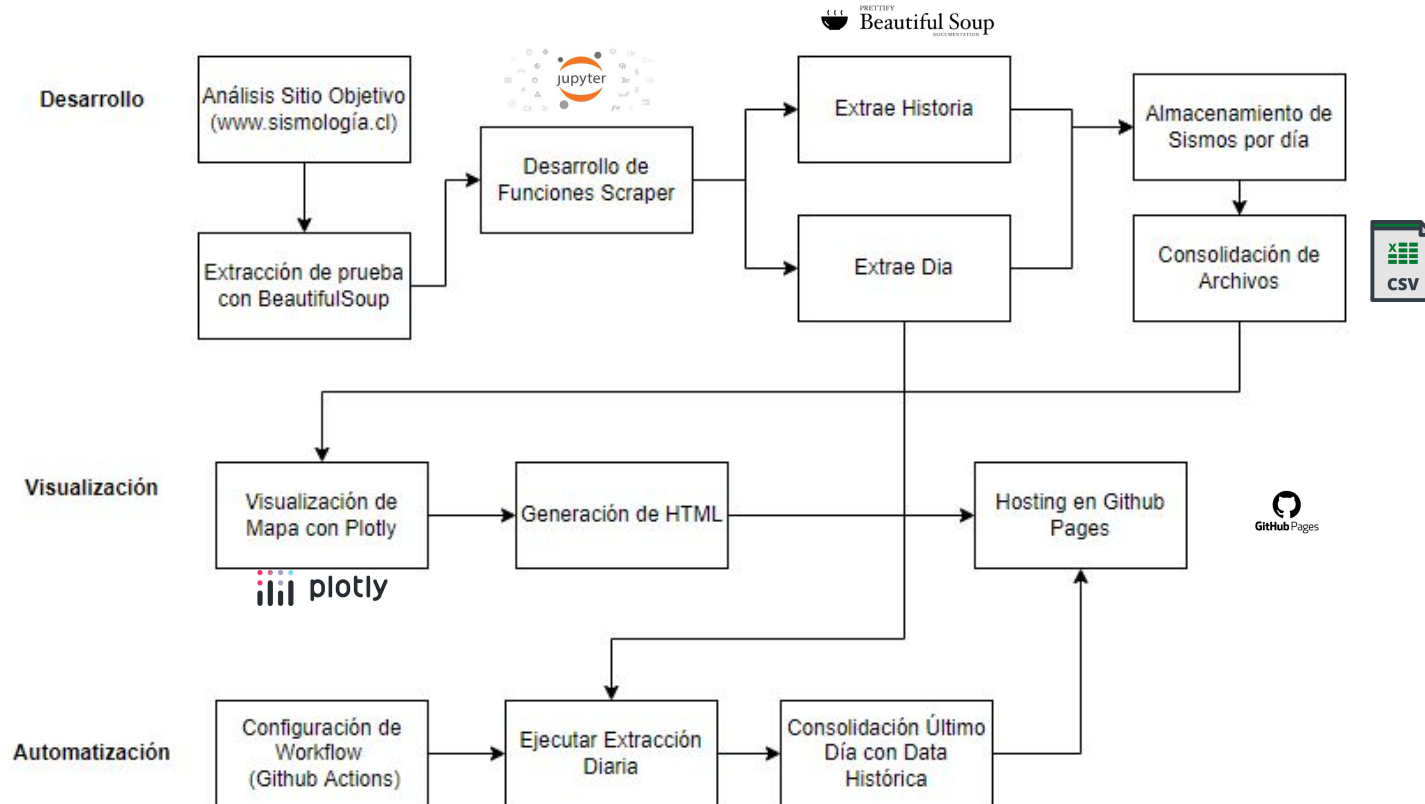 PRETTIFY
Beautiful Soup
DOCUMENTATION
Desarrollo
Análisis Sitio Objetivo
(www.sismología.cl)
jupyter
Extrae Historia
Almacenamiento de
Sismos por día
Desarrollo de
Funciones Scraper
Extracción de prueba
con BeautifulSoup
Extrae Dia
Consolidación de
Archivos
CSV
Visualización
Visualización de
Mapa con Plotly
Generación de HTML
Hosting en Github
Pages
GitHub Pages
plotly
Automatización
Configuración de
Workflow
(Github Actions)
Ejecutar Extracción
Diaria
Consolidación Último
Día con Data
Histórica